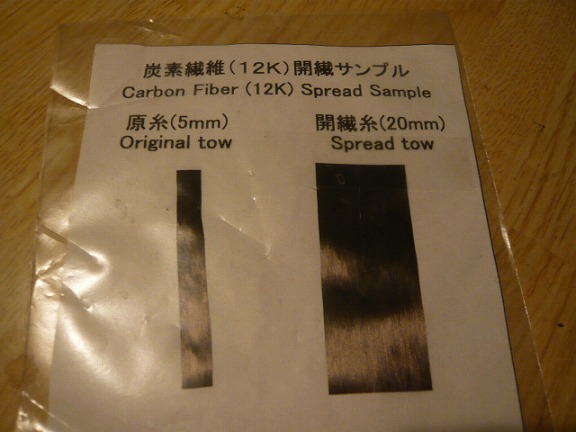 炭素繊維(12K)開繊サンプル
Carbon Fiber (12K) Spread Sample
原糸(5mm)
Original tow
開繊糸(20mm)
Spread tow